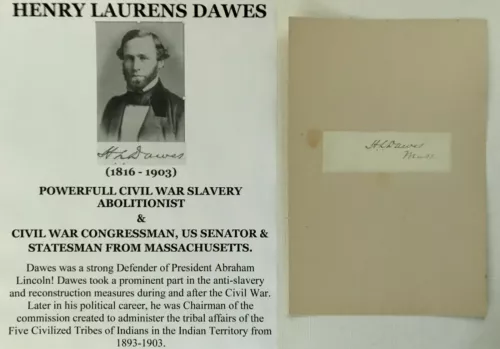 HENRY LAURENS DAWES
H L Dawes
(1816 - 1903)
POWERFULL CIVIL WAR SLAVERY
ABOLITIONIST
&
CIVIL WAR CONGRESSMAN, US SENATOR &
STATESMAN FROM MASSACHUSETTS.
Dawes was a strong Defender of President Abraham
Lincoln! Dawes took a prominent part in the anti-slavery
and reconstruction measures during and after the Civil War.
Later in his political career, he was Chairman of the
commission created to administer the tribal affairs of the
Five Civilized Tribes of Indians in the Indian Territory from
1893-1903.
H L Dawes